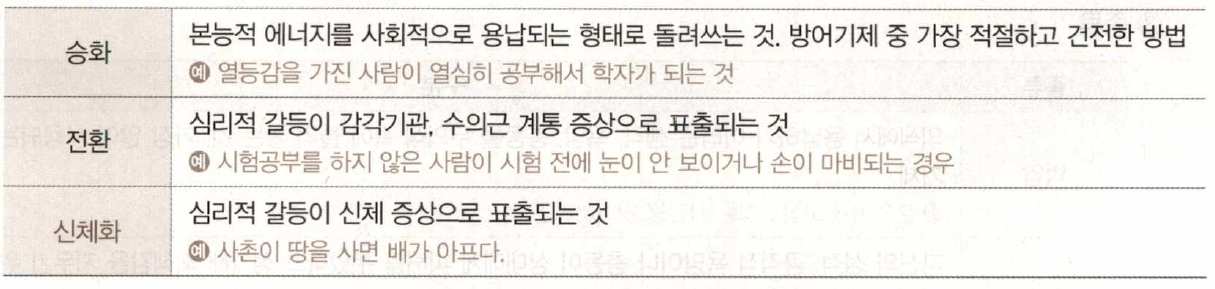 승화
본능적 에너지를 사회적으로 용납되는 형태로 돌려쓰는 것. 방어기제 중 가장 적절하고 건전한 방법
예 열등감을 가진 사람이 열심히 공부해서 학자가 되는 것
전환
심리적 갈등이 감각기관, 수의근 계통 증상으로 표출되는 것
예 시험공부를 하지 않은 사람이 시험 전에 눈이 안 보이거나 손이 마비되는 경우
신체화
심리적 갈등이 신체 증상으로 표출되는 것
예 사촌이 땅을 사면 배가 아프다.